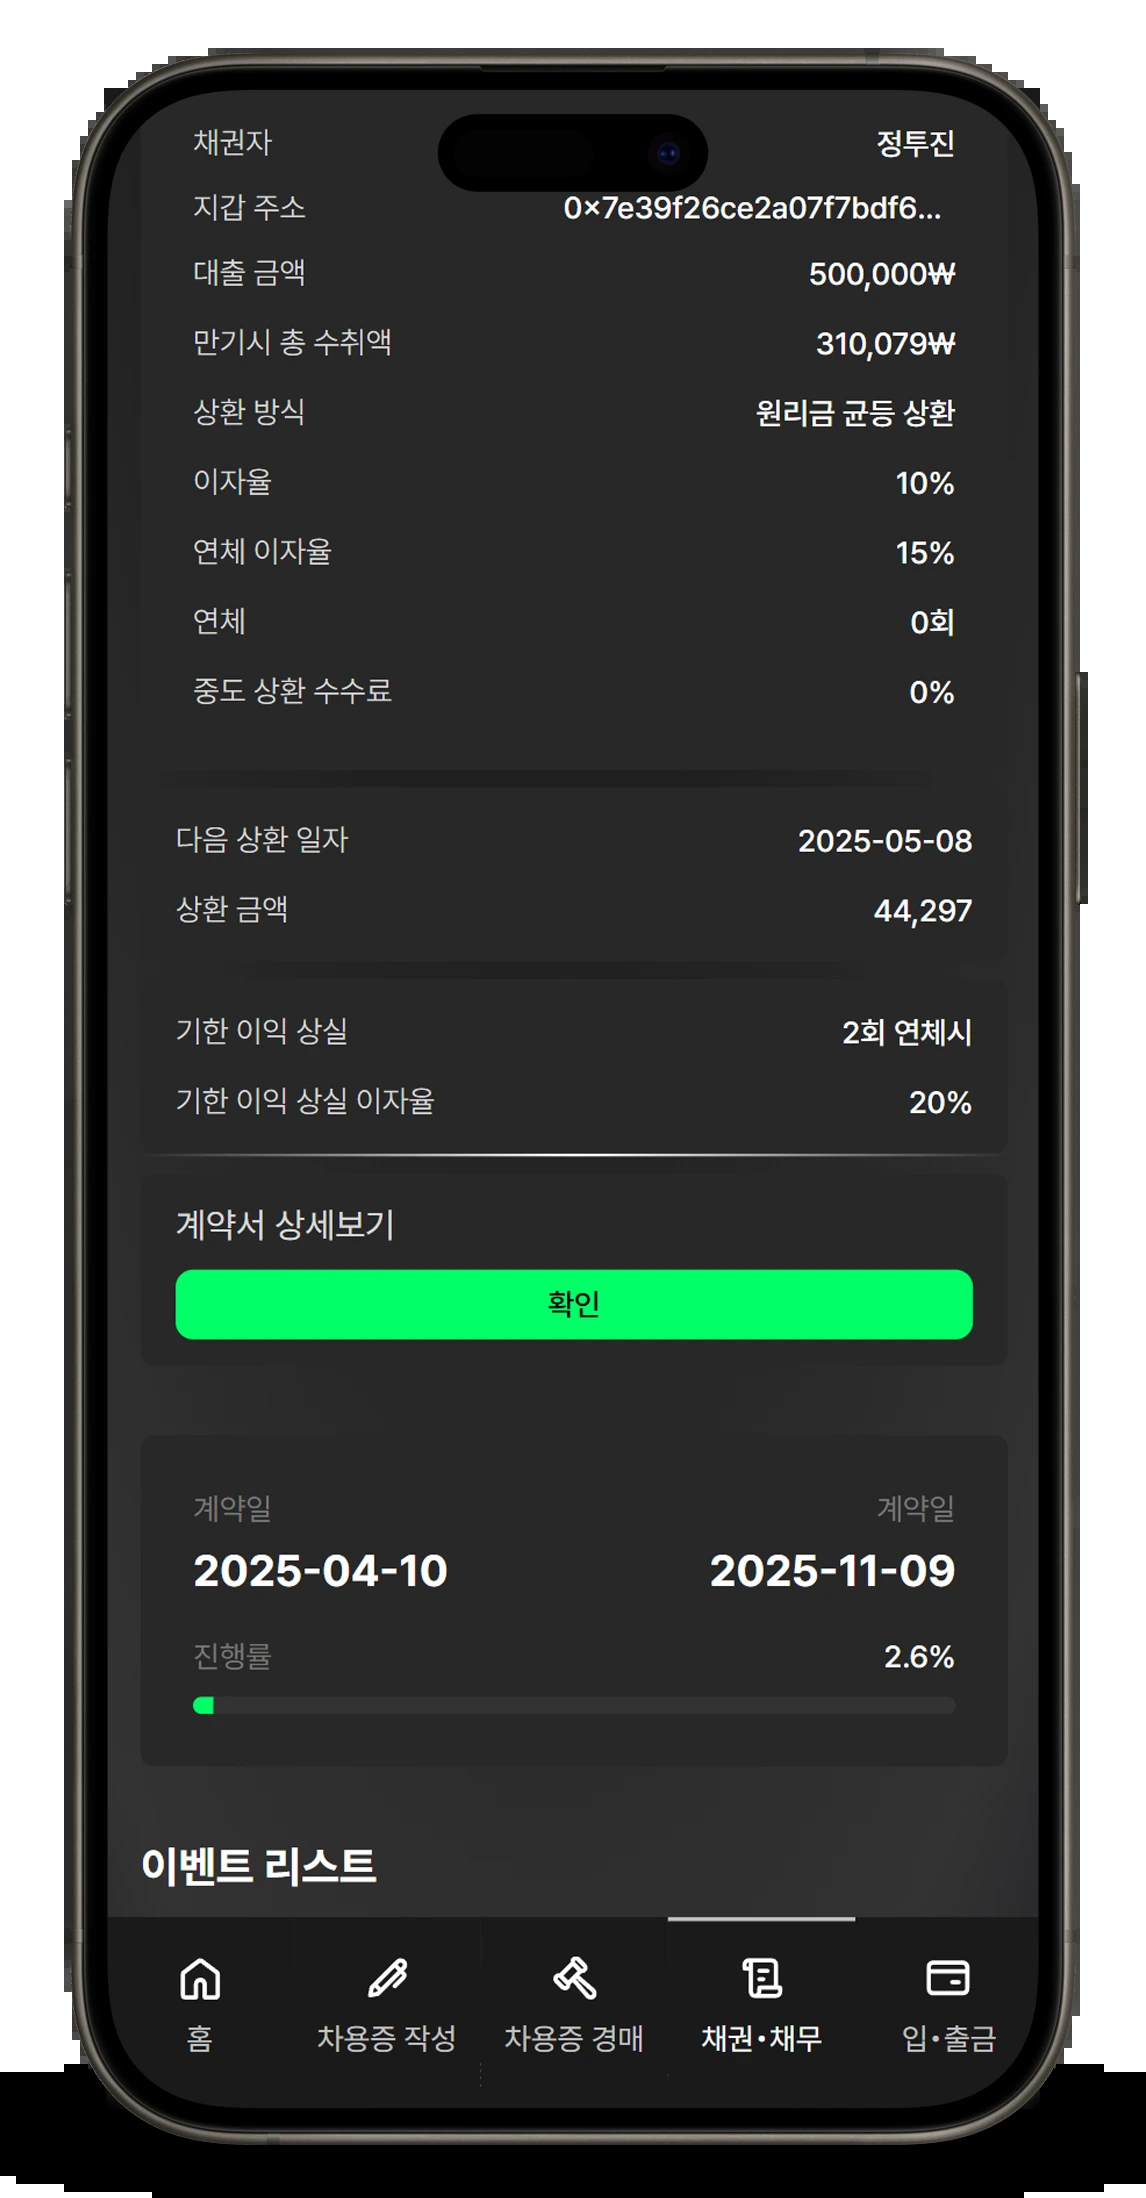 채권자 정투진
지갑 주소 0x7e39f26ce2a07f7bdf6...
대출 금액 500,000₩
만기시 총 수취액 310,079₩
상환 방식 원리금 균등 상환
이자율 10%
연체 이자율 15%
연체 0회
중도 상환 수수료 0%
다음 상환 일자 2025-05-08
상환 금액 44,297
기한 이익 상실 2회 연체시
기한 이익 상실 이자율 20%
계약서 상세보기
확인
계약일 계약일
2025-04-10 2025-11-09
진행률 2.6%
이벤트 리스트
홈 차용증 작성 차용증 경매 채권•채무 입•출금